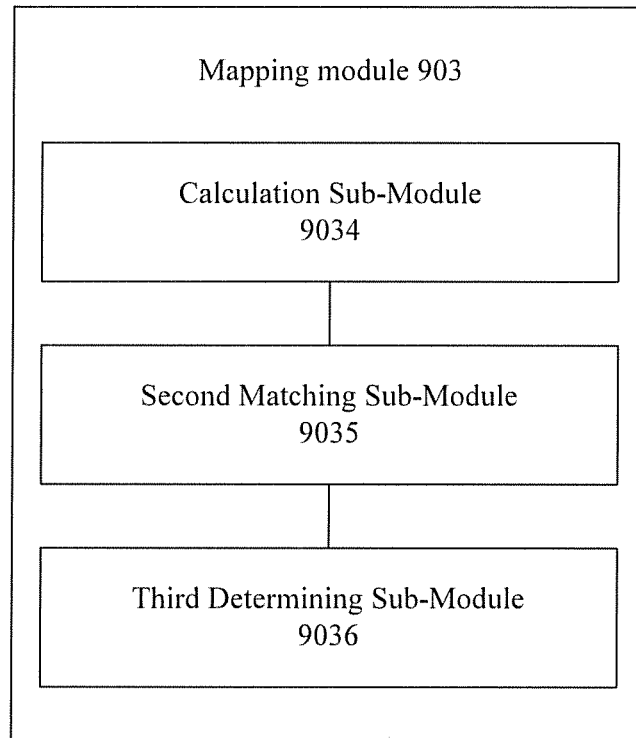 Mapping module 903
Calculation Sub-Module
9034
Second Matching Sub-Module
9035
Third Determining Sub-Module
9036